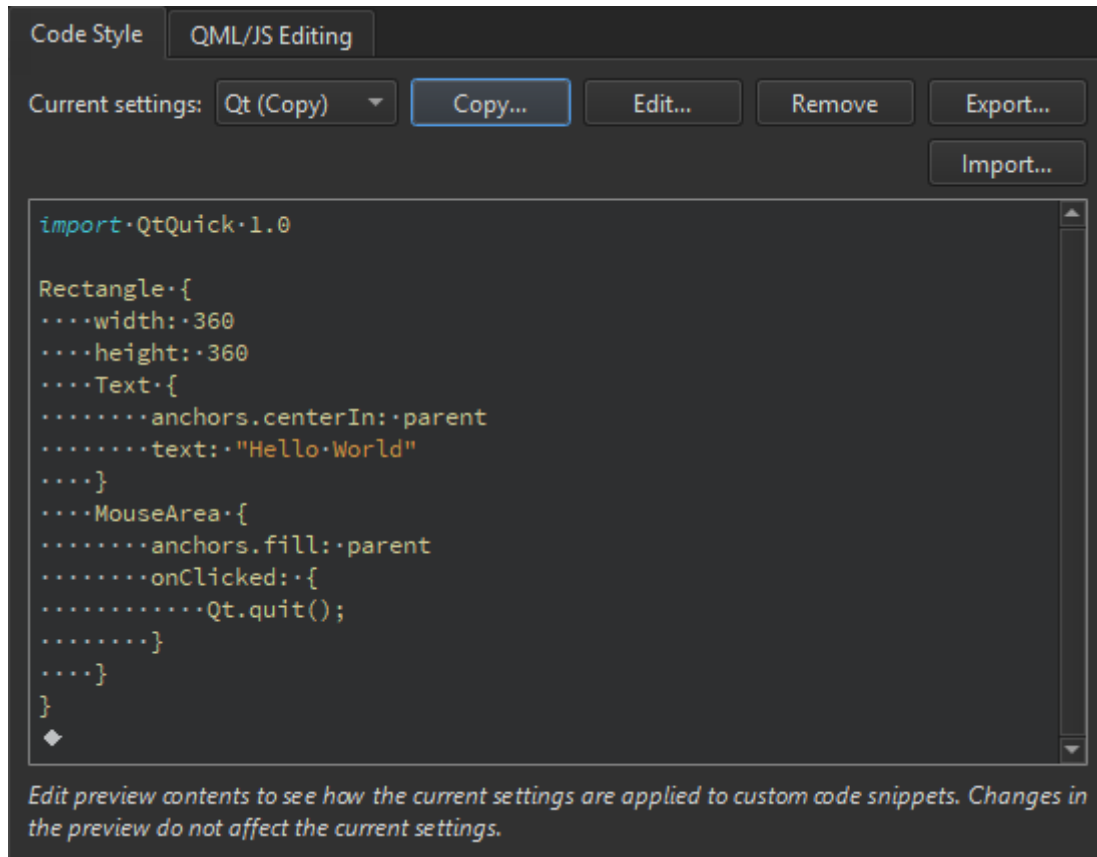 Code Style QML/JS Editing
Current settings: Qt (Copy) Copy... Edit... Remove Export...
Import...
import·QtQuick·1.0
Rectangle·{
····width:·360
····height:·360
····Text·{
········anchors.centerIn:·parent
········text:·"Hello·World"
····}
····MouseArea·{
········anchors.fill:·parent
········onClicked:·{
············Qt.quit();
········}
····}
}
Edit preview contents to see how the current settings are applied to custom code snippets. Changes in
the preview do not affect the current settings.